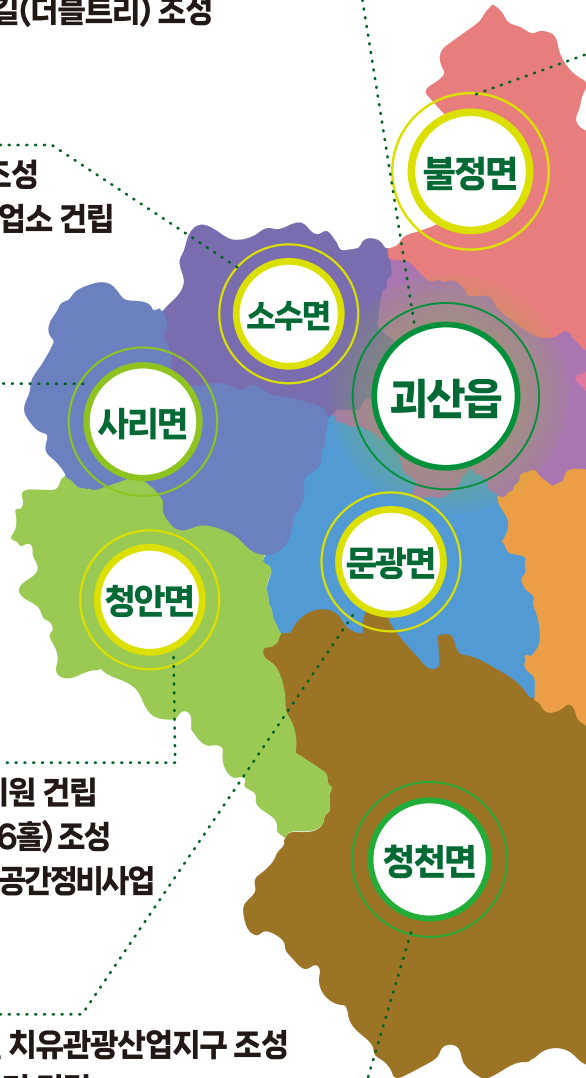 길(더블트리) 조성
불정면
조성
업소 건립
소수면
괴산읍
사리면
문광면
청안면
원 건립
6홀) 조성
공간정비사업
청천면
치유관광산업지구 조성